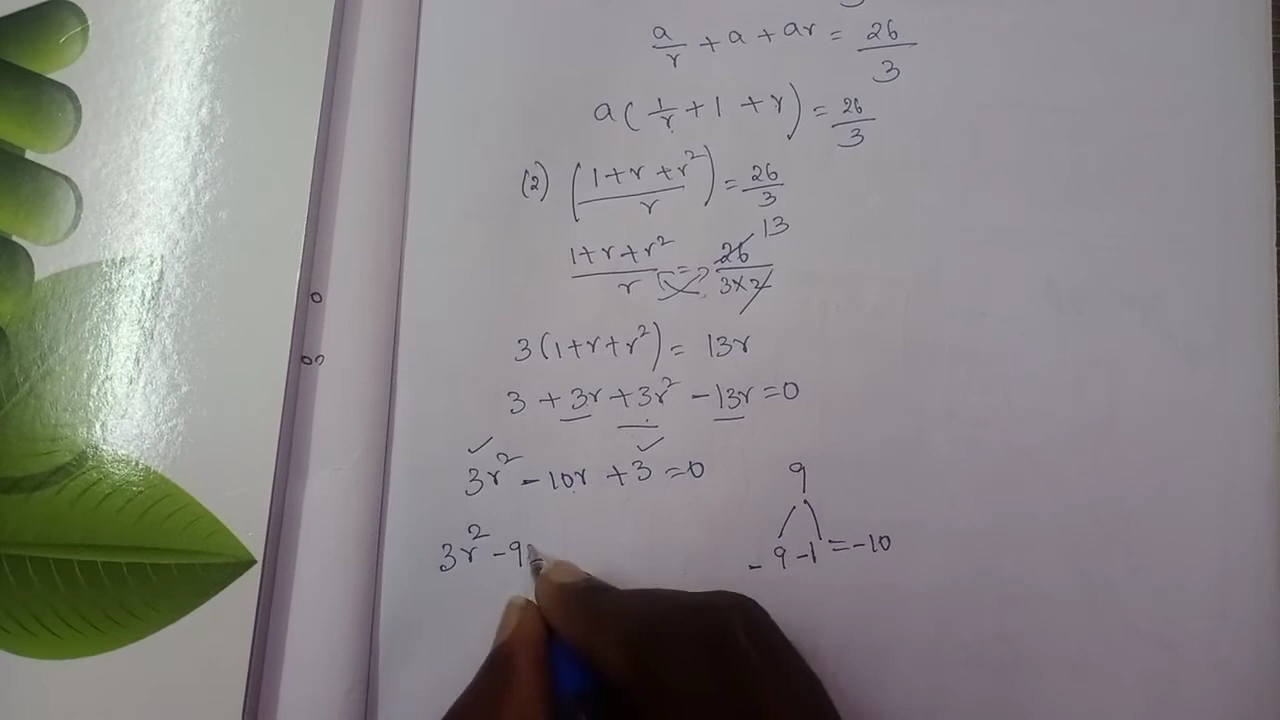 a/r + a + ar = 26/3
a(1/r + 1 + r) = 26/3
(2) (1+r+r²/r) = 26/3
13
1+r+r²/r = 26/3×2
3(1+r+r²) = 13r
3 + 3r + 3r² - 13r = 0
3r² - 10r + 3 = 0
9
3r² - 9
- 9 - 1 = -10